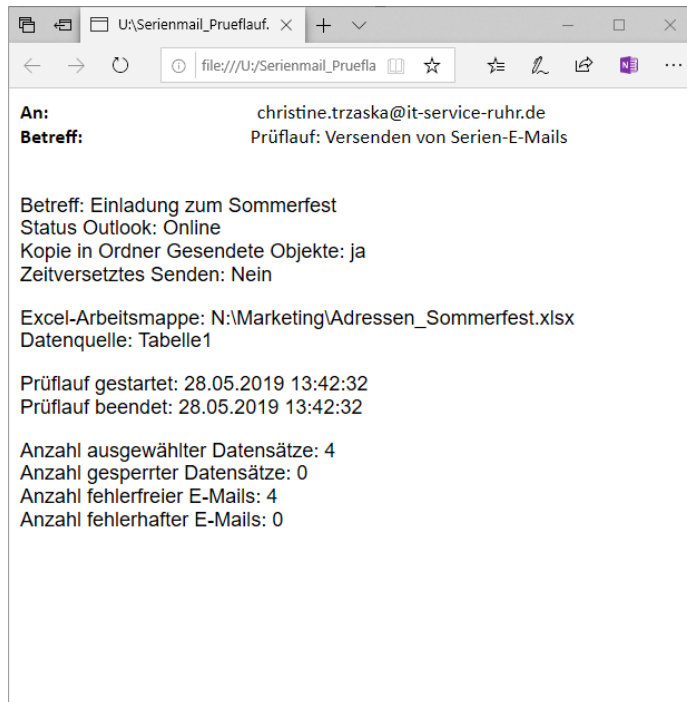 U:\Serienmail_Prueflauf.
file:///U:/Serienmail_Pruefla
An: christine.trzaska@it-service-ruhr.de
Betreff: Prüflauf: Versenden von Serien-E-Mails
Betreff: Einladung zum Sommerfest
Status Outlook: Online
Kopie in Ordner Gesendete Objekte: ja
Zeitversetztes Senden: Nein
Excel-Arbeitsmappe: N:\Marketing\Adressen_Sommerfest.xlsx
Datenquelle: Tabelle1
Prüflauf gestartet: 28.05.2019 13:42:32
Prüflauf beendet: 28.05.2019 13:42:32
Anzahl ausgewählter Datensätze: 4
Anzahl gesperrter Datensätze: 0
Anzahl fehlerfreier E-Mails: 4
Anzahl fehlerhafter E-Mails: 0